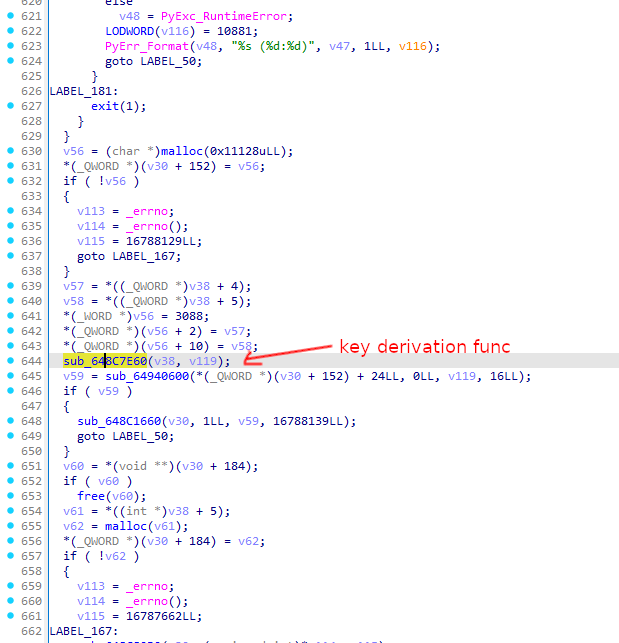 620 else
621 v48 = PyExc_RuntimeError;
622 LODWORD(v116) = 10881;
623 PyErr_Format(v48, "%s (%d:%d)", v47, 1LL, v116);
624 goto LABEL_50;
625 }
626 LABEL_181:
627 exit(1);
628 }
629 }
630 v56 = (char *)malloc(0x11128uLL);
631 *(_QWORD *)(v30 + 152) = v56;
632 if ( !v56 )
633 {
634 v113 = _errno;
635 v114 = _errno();
636 v115 = 16788129LL;
637 goto LABEL_167;
638 }
639 v57 = *((_QWORD *)v38 + 4);
640 v58 = *((_QWORD *)v38 + 5);
641 *(_WORD *)v56 = 3088;
642 *(_QWORD *)(v56 + 2) = v57;
643 *(_QWORD *)(v56 + 10) = v58;
644 sub_648C7E60(v38, v119); key derivation func
645 v59 = sub_64940600(*(_QWORD *)(v30 + 152) + 24LL, 0LL, v119, 16LL);
646 if ( v59 )
647 {
648 sub_648C1660(v30, 1LL, v59, 16788139LL);
649 goto LABEL_50;
650 }
651 v60 = *(void **)(v30 + 184);
652 if ( v60 )
653 free(v60);
654 v61 = *((int *)v38 + 5);
655 v62 = malloc(v61);
656 *(_QWORD *)(v30 + 184) = v62;
657 if ( !v62 )
658 {
659 v113 = _errno;
660 v114 = _errno();
661 v115 = 16787662LL;
662 LABEL_167: